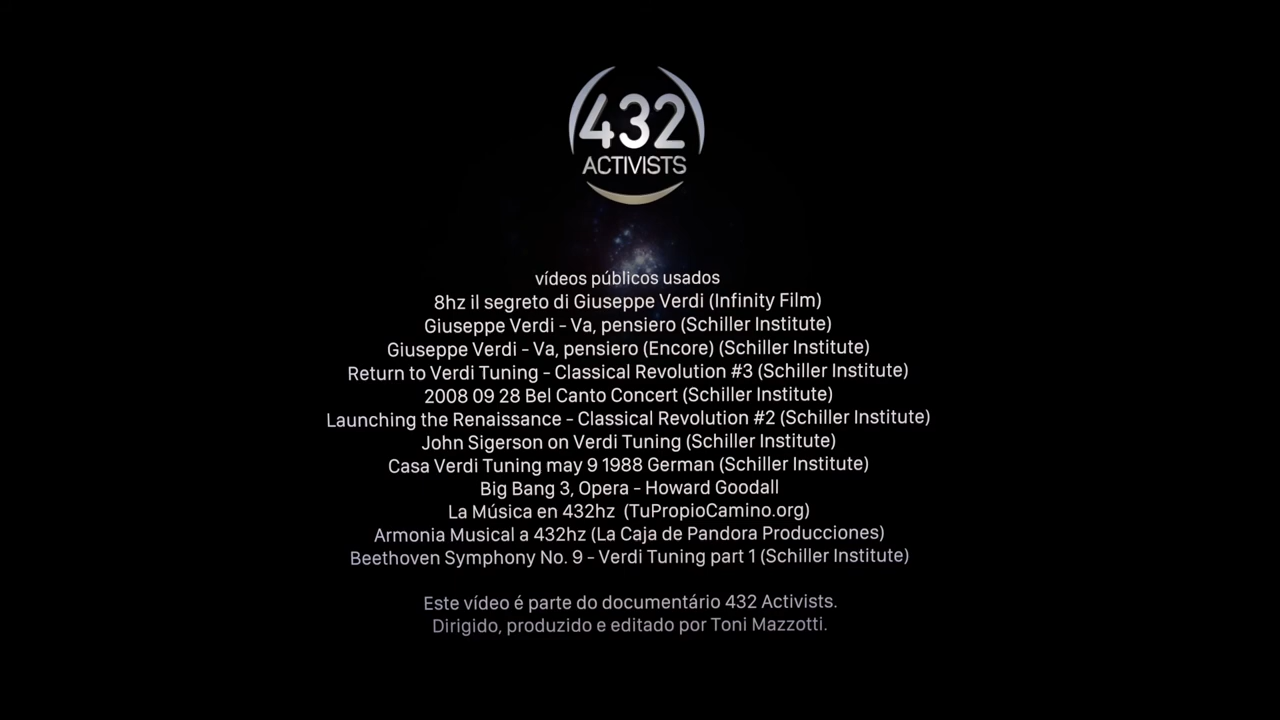 432
ACTIVISTS
vídeos públicos usados
8hz il segreto di Giuseppe Verdi (Infinity Film)
Giuseppe Verdi - Va, pensiero (Schiller Institute)
Giuseppe Verdi - Va, pensiero (Encore) (Schiller Institute)
Return to Verdi Tuning - Classical Revolution #3 (Schiller Institute)
2008 09 28 Bel Canto Concert (Schiller Institute)
Launching the Renaissance - Classical Revolution #2 (Schiller Institute)
John Sigerson on Verdi Tuning (Schiller Institute)
Casa Verdi Tuning may 9 1988 German (Schiller Institute)
Big Bang 3, Opera - Howard Goodall
La Música en 432hz (TuPropioCamino.org)
Armonia Musical a 432hz (La Caja de Pandora Producciones)
Beethoven Symphony No. 9 - Verdi Tuning part 1 (Schiller Institute)
Este vídeo é parte do documentário 432 Activists.
Dirigido, produzido e editado por Toni Mazzotti.